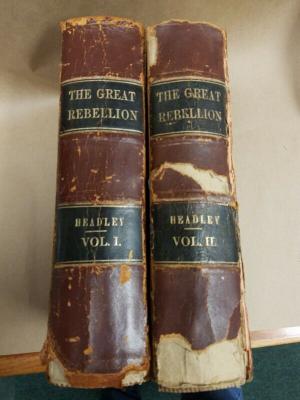 THE GREAT
REBELLION
HEADLEY
VOL. I.
THE GREAT
REBELLION
HEADLEY
VOL. II.